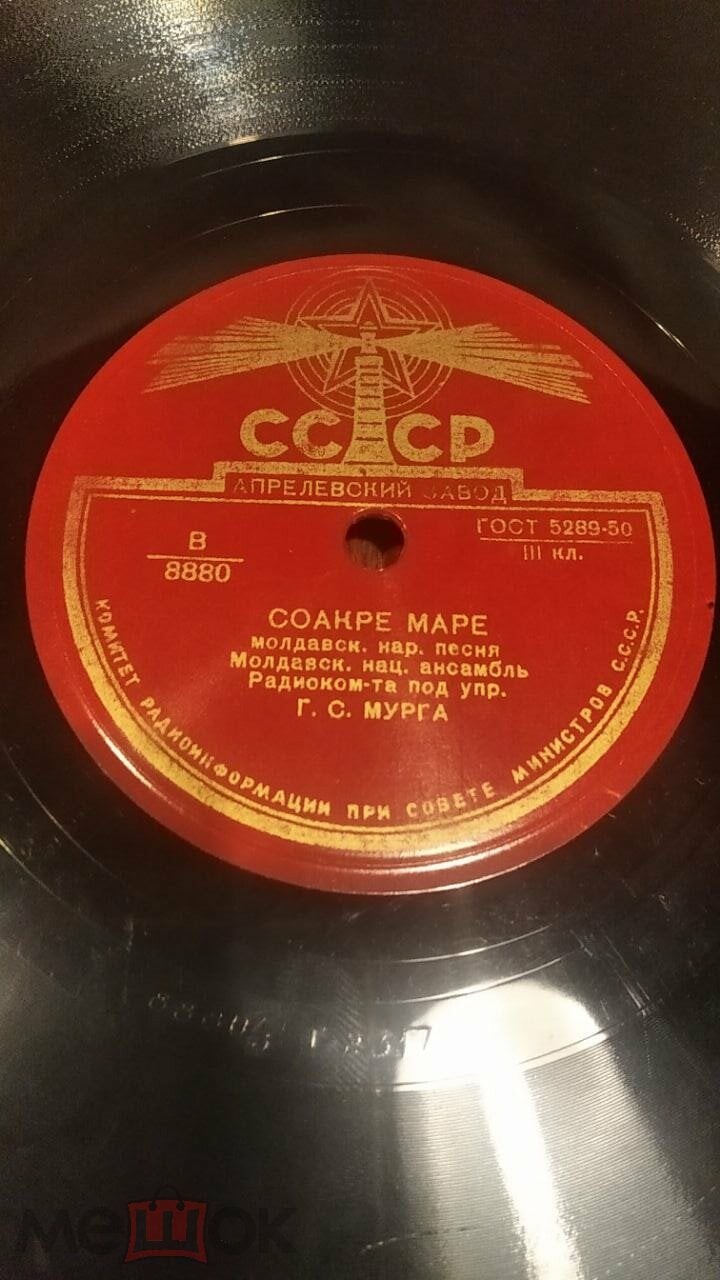 СССР
АПРЕЛЕВСКИЙ ЗАВОД
В
8880
ГОСТ 5289-50
III кл.
СОАКРЕ МАРЕ
молдавск. нар. песня
Молдавск. нац. ансамбль
Радиоком-та под упр.
Г. С. МУРГА
КОМИТЕТ РАДИОИНФОРМАЦИИ ПРИ СОВЕТЕ МИНИСТРОВ С.С.С.Р.
мешок